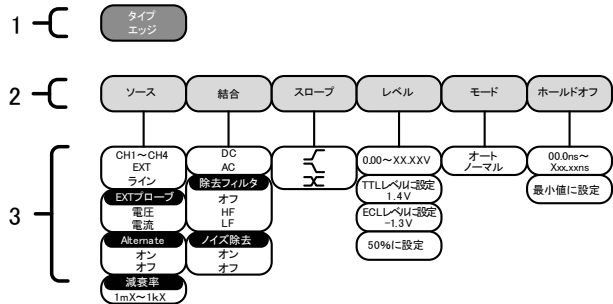 1
タイプ
エッジ
2
ソース
結合
スロープ
レベル
モード
ホールドオフ
3
CH1～CH4
EXT
ライン
EXTプローブ
電圧
電流
Alternate
オン
オフ
減衰率
1mX～1kX
DC
AC
除去フィルタ
オフ
HF
LF
ノイズ除去
オン
オフ
0.00～XX.XXV
TTLレベルに設定
1.4V
ECLレベルに設定
-1.3V
50%に設定
オート
ノーマル
00.0ns～
Xxx.xxns
最小値に設定